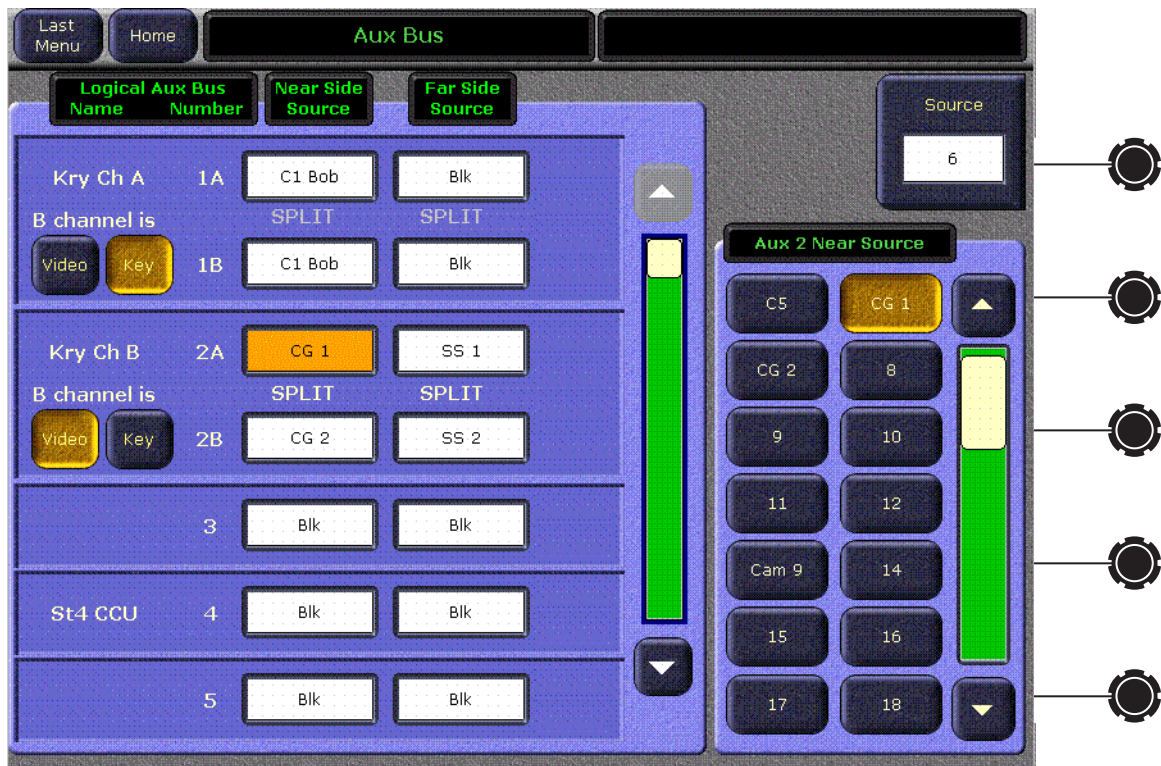 Last Menu
Home
Aux Bus
Logical Aux Bus
Name Number
Near Side Source
Far Side Source
Source
6
Kry Ch A 1A C1 Bob Blk
B channel is SPLIT SPLIT
Video Key 1B C1 Bob Blk
Kry Ch B 2A CG 1 SS 1
B channel is SPLIT SPLIT
Video Key 2B CG 2 SS 2
3 Blk Blk
St4 CCU 4 Blk Blk
5 Blk Blk
Aux 2 Near Source
C5 CG 1
CG 2 8
9 10
11 12
Cam 9 14
15 16
17 18